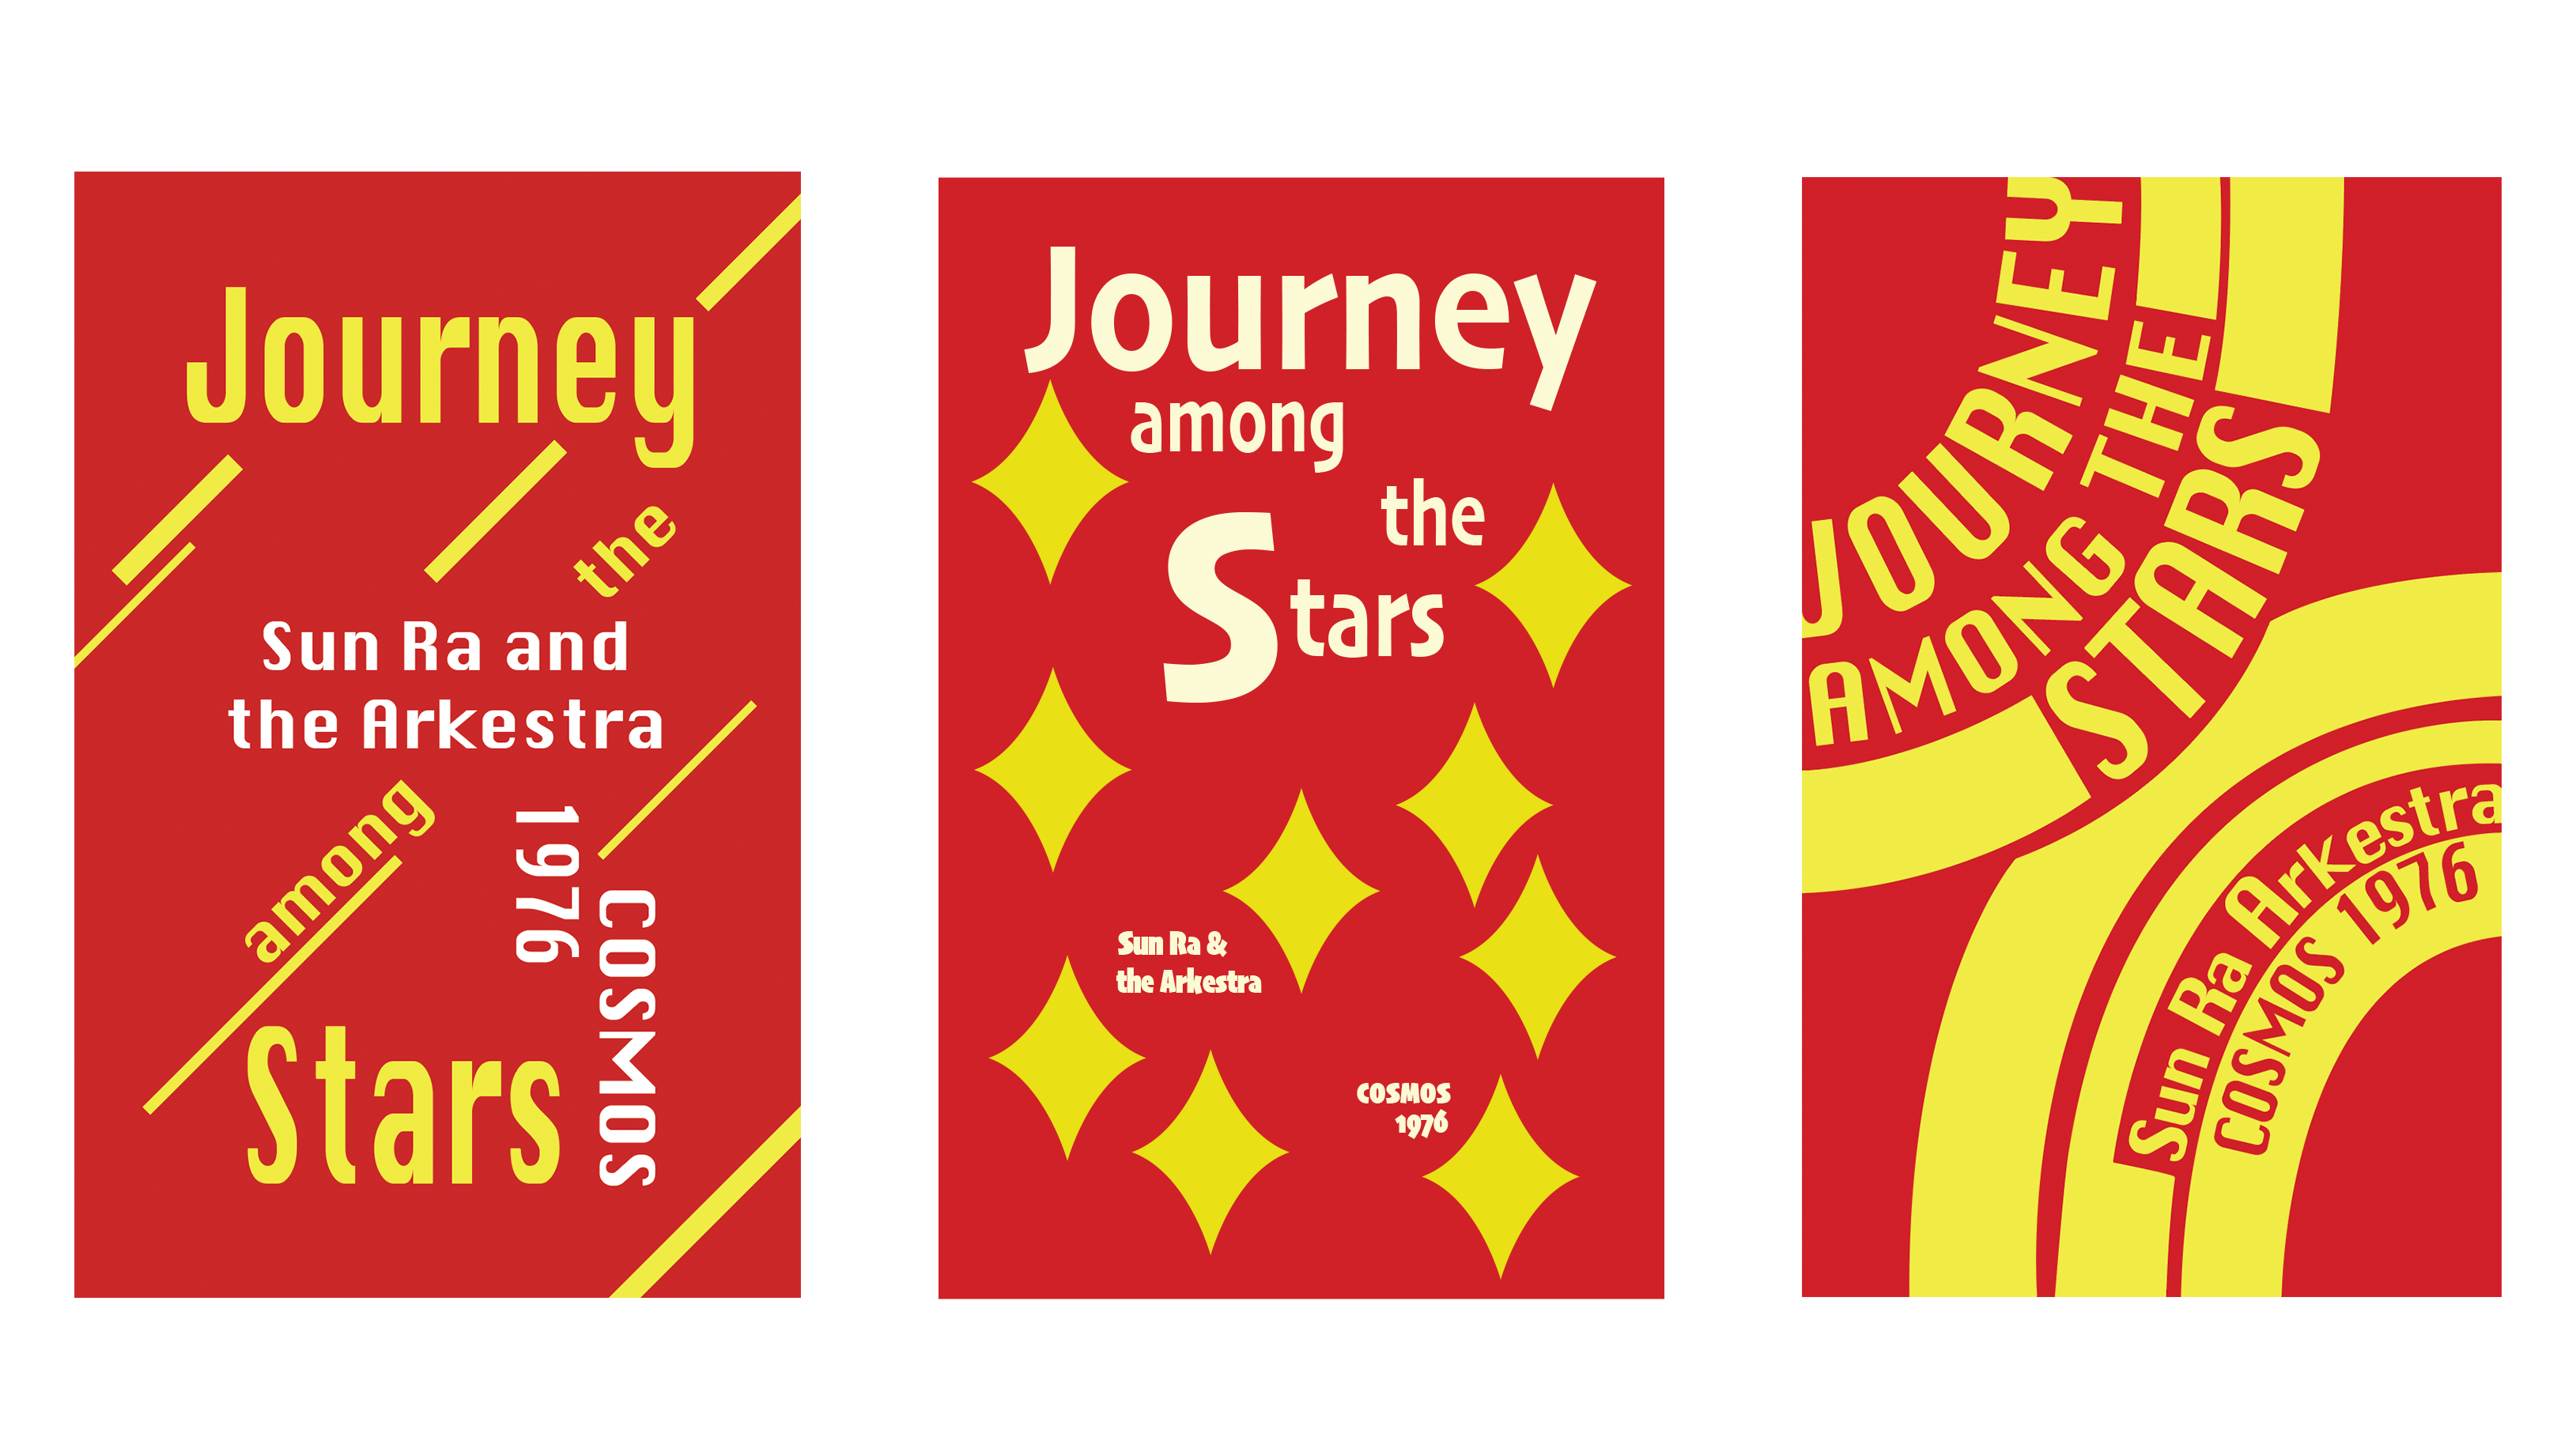 Journey
the
Sun Ra and
the Arkestra
among
1976
COSMOS
Stars
Journey
among
the
Stars
Sun Ra &
the Arkestra
COSMOS
1976
JOURNEY
AMONG THE
STARS
Sun Ra Arkestra
COSMOS 1976